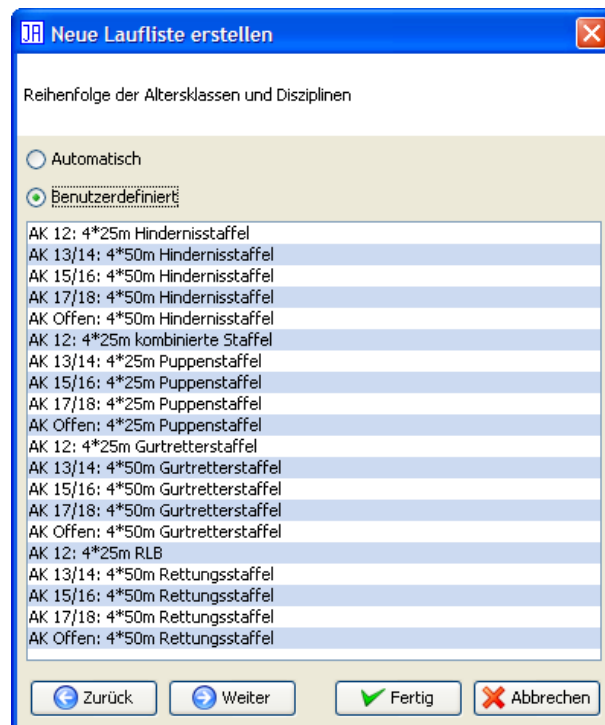 JA Neue Laufliste erstellen
Reihenfolge der Altersklassen und Disziplinen
Automatisch
Benutzerdefiniert
AK 12: 4*25m Hindernisstaffel
AK 13/14: 4*50m Hindernisstaffel
AK 15/16: 4*50m Hindernisstaffel
AK 17/18: 4*50m Hindernisstaffel
AK Offen: 4*50m Hindernisstaffel
AK 12: 4*25m kombinierte Staffel
AK 13/14: 4*25m Puppenstaffel
AK 15/16: 4*25m Puppenstaffel
AK 17/18: 4*25m Puppenstaffel
AK Offen: 4*25m Puppenstaffel
AK 12: 4*25m Gurtretterstaffel
AK 13/14: 4*50m Gurtretterstaffel
AK 15/16: 4*50m Gurtretterstaffel
AK 17/18: 4*50m Gurtretterstaffel
AK Offen: 4*50m Gurtretterstaffel
AK 12: 4*25m RLB
AK 13/14: 4*50m Rettungsstaffel
AK 15/16: 4*50m Rettungsstaffel
AK 17/18: 4*50m Rettungsstaffel
AK Offen: 4*50m Rettungsstaffel
Zurück Weiter Fertig Abbrechen